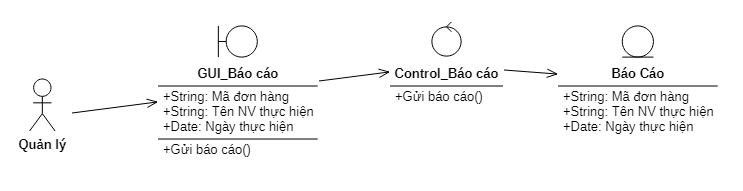 Quản lý
GUI_Báo cáo
+String: Mã đơn hàng
+String: Tên NV thực hiện
+Date: Ngày thực hiện
+Gửi báo cáo()
Control_Báo cáo
+Gửi báo cáo()
Báo Cáo
+String: Mã đơn hàng
+String: Tên NV thực hiện
+Date: Ngày thực hiện